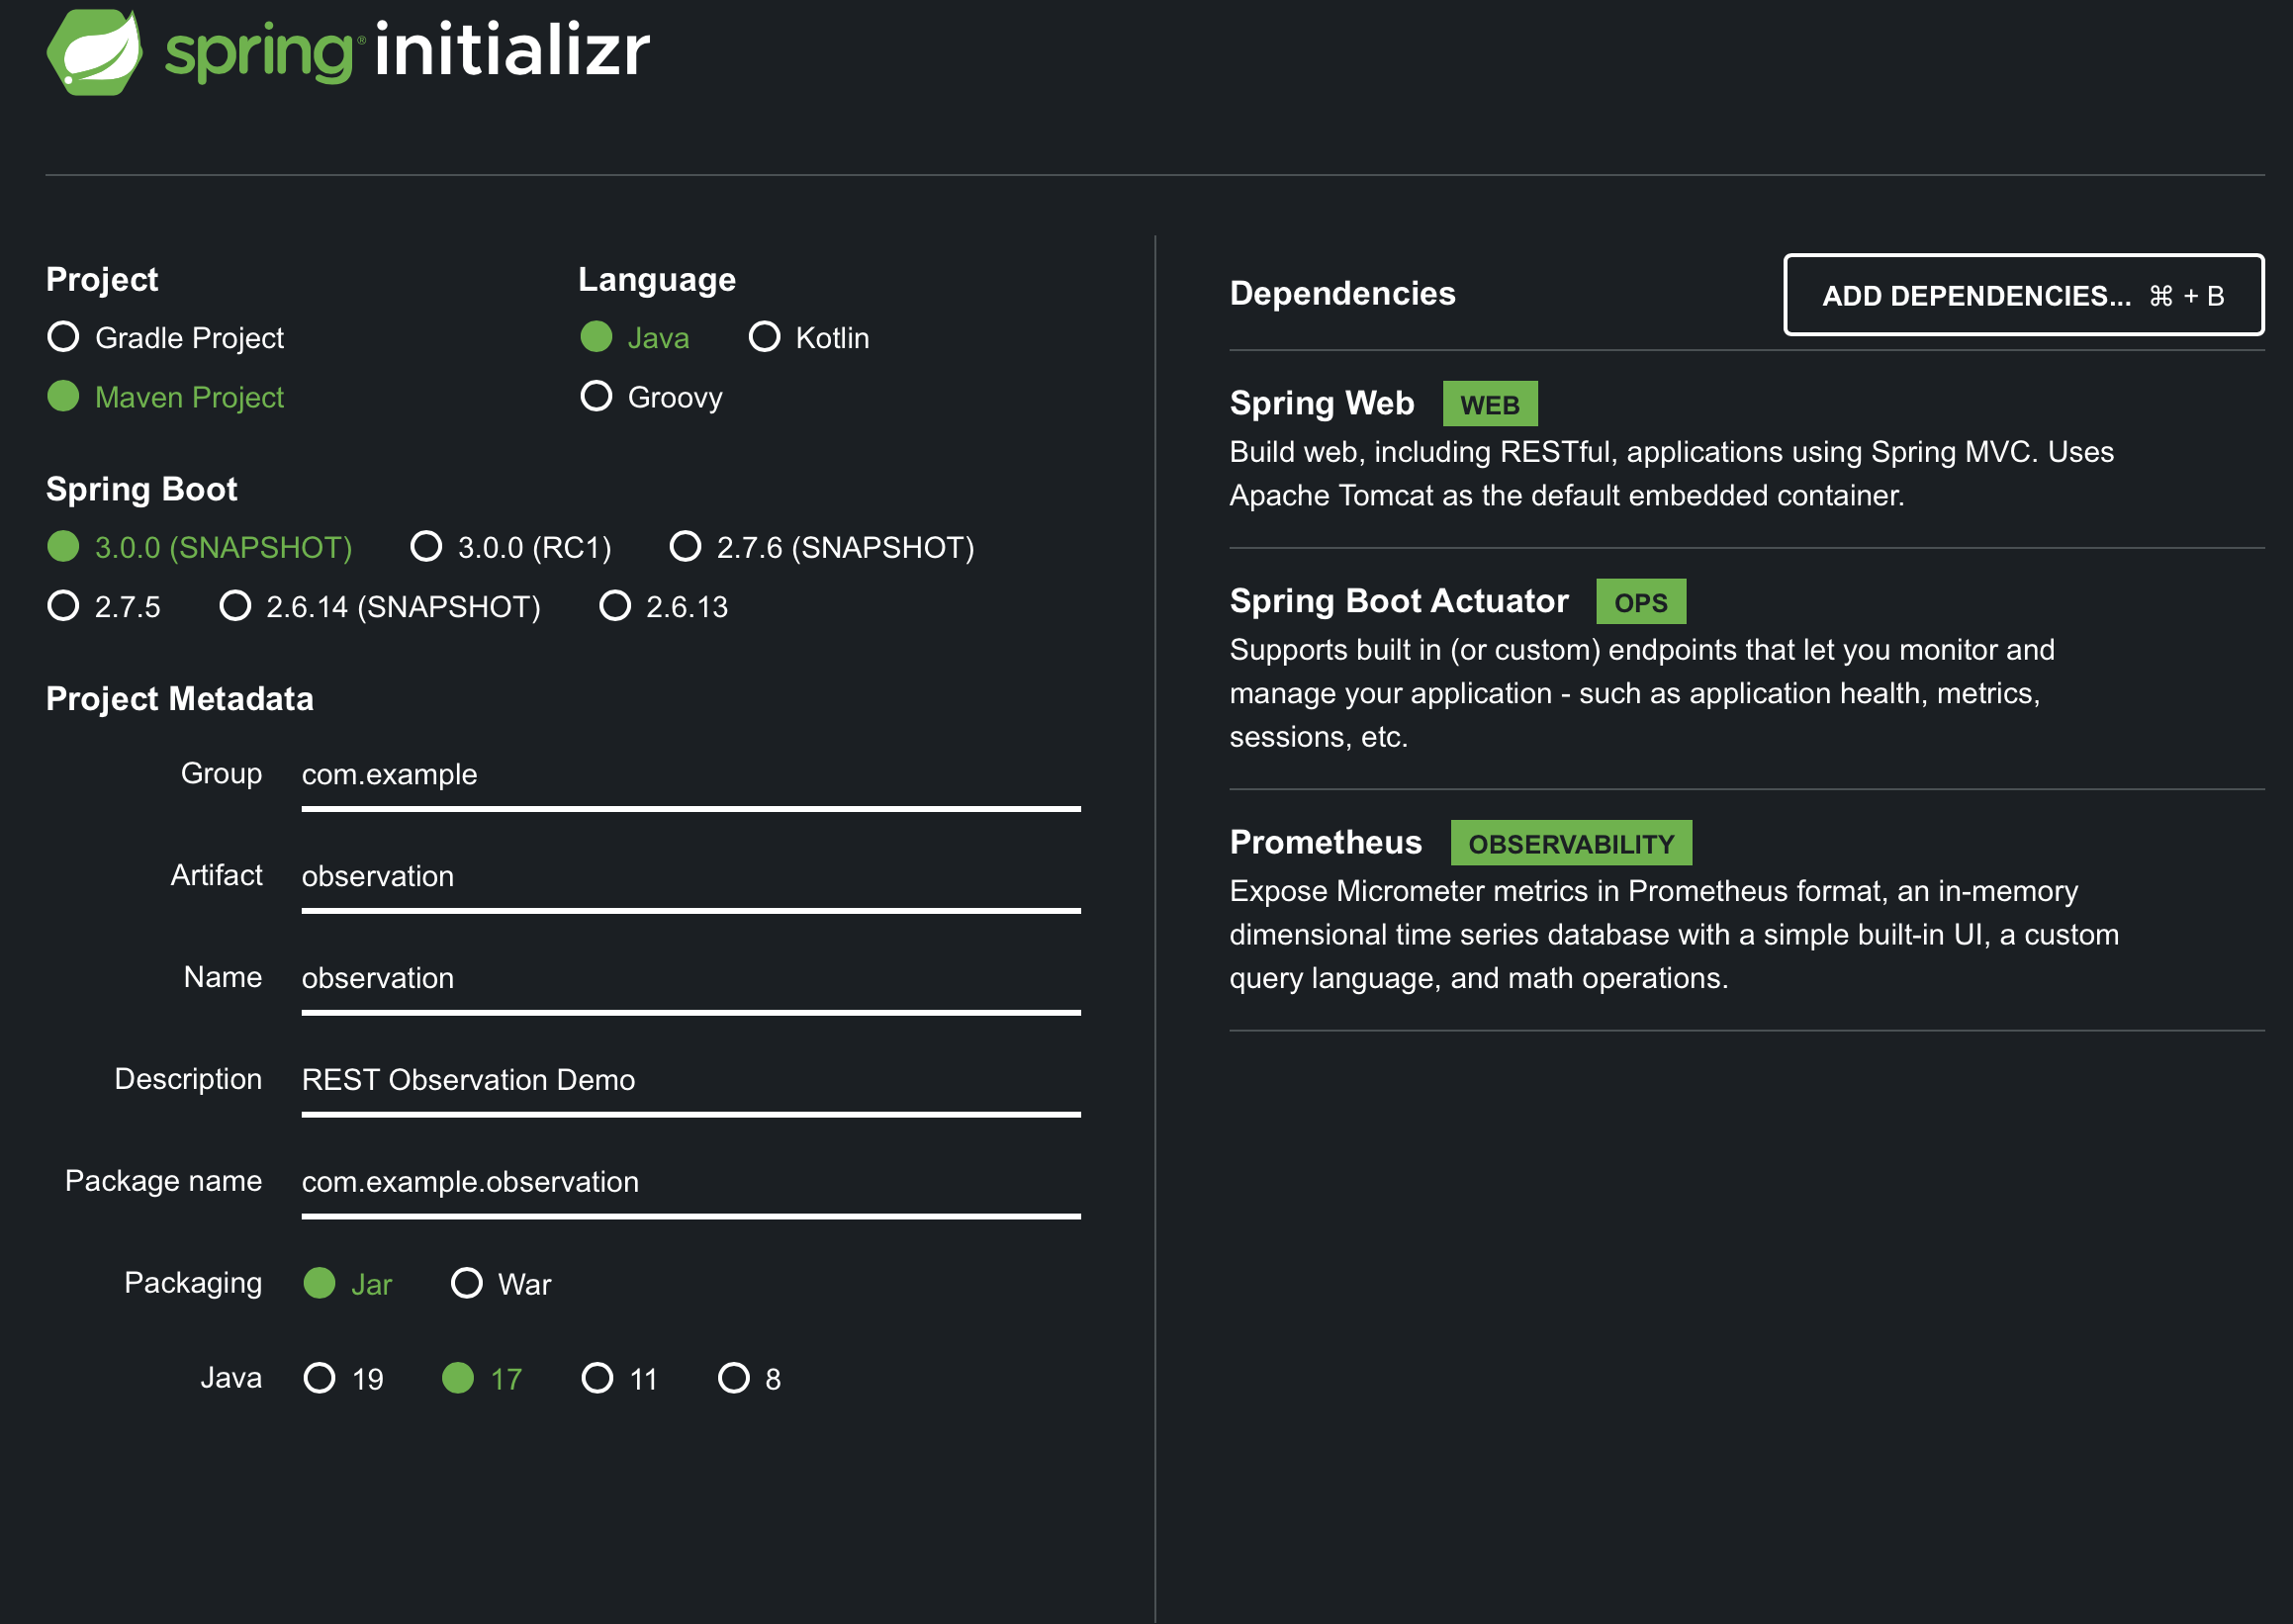 spring® initializr
Project
Gradle Project
Maven Project
Language
Java Kotlin
Groovy
Spring Boot
3.0.0 (SNAPSHOT) 3.0.0 (RC1) 2.7.6 (SNAPSHOT)
2.7.5 2.6.14 (SNAPSHOT) 2.6.13
Project Metadata
Group com.example
Artifact observation
Name observation
Description REST Observation Demo
Package name com.example.observation
Packaging Jar War
Java 19 17 11 8
Dependencies ADD DEPENDENCIES... ⌘ + B
Spring Web WEB
Build web, including RESTful, applications using Spring MVC. Uses
Apache Tomcat as the default embedded container.
Spring Boot Actuator OPS
Supports built in (or custom) endpoints that let you monitor and
manage your application - such as application health, metrics,
sessions, etc.
Prometheus OBSERVABILITY
Expose Micrometer metrics in Prometheus format, an in-memory
dimensional time series database with a simple built-in UI, a custom
query language, and math operations.